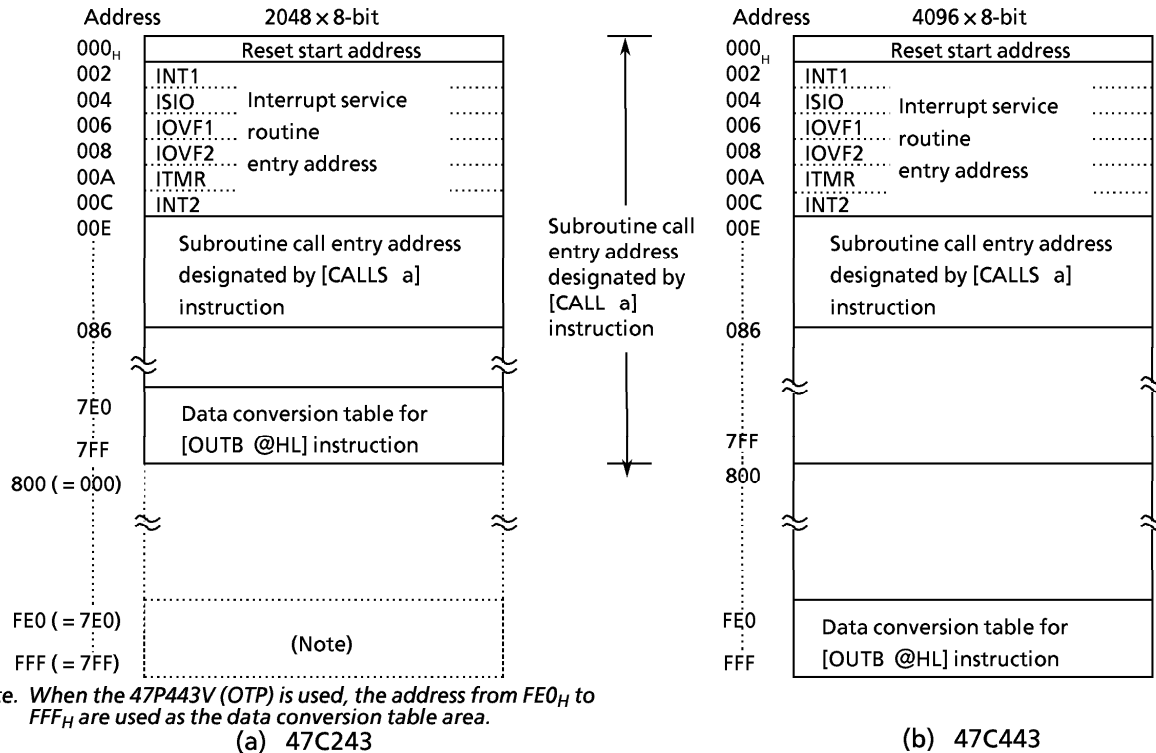 Address 2048 × 8-bit
000H Reset start address
002 INT1
004 ISIO Interrupt service
006 IOVF1 routine
008 IOVF2 entry address
00A ITMR
00C INT2
00E
Subroutine call entry address
designated by [CALLS a]
instruction
086
7E0
Data conversion table for
[OUTB @HL] instruction
7FF
800 ( = 000)
FE0 ( = 7E0)
(Note)
FFF ( = 7FF)
te. When the 47P443V (OTP) is used, the address from FE0H to
FFFH are used as the data conversion table area.
(a) 47C243
Subroutine call
entry address
designated by
[CALL a]
instruction
Address 4096 × 8-bit
000H Reset start address
002 INT1
004 ISIO Interrupt service
006 IOVF1 routine
008 IOVF2 entry address
00A ITMR
00C INT2
00E
Subroutine call entry address
designated by [CALLS a]
instruction
086
7FF
800
FE0
Data conversion table for
[OUTB @HL] instruction
FFF
(b) 47C443